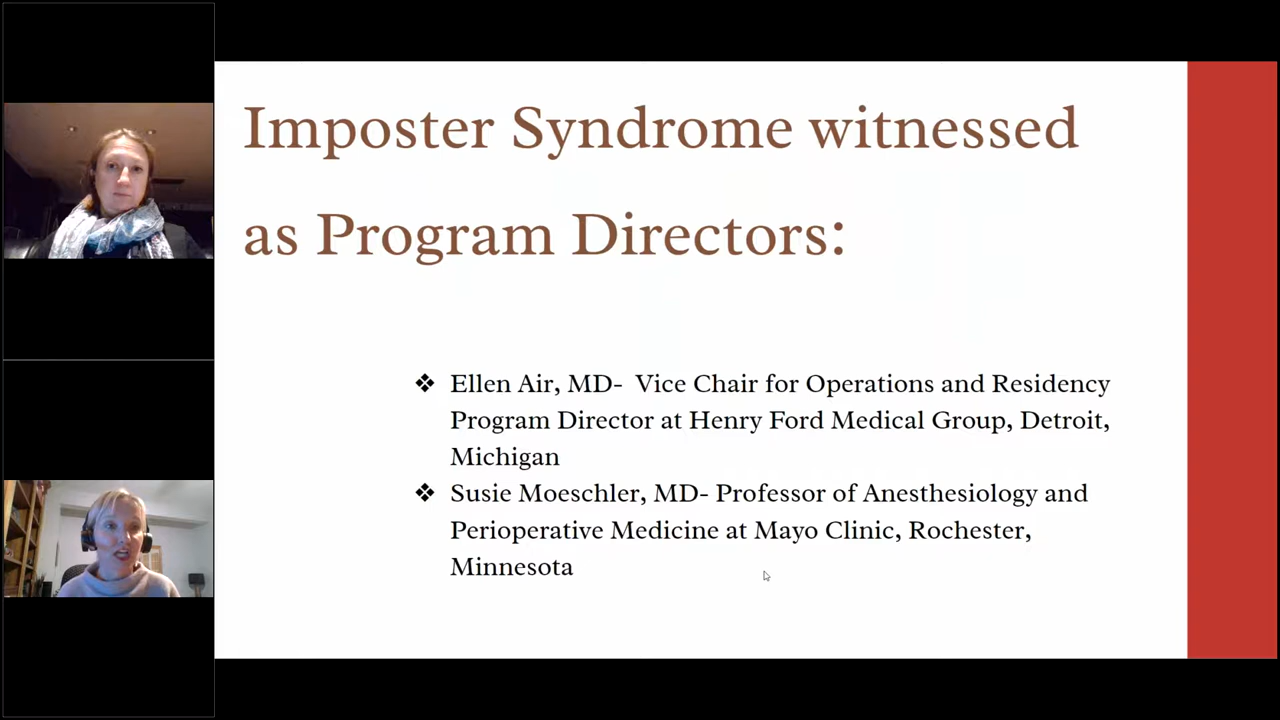 Imposter Syndrome witnessed
as Program Directors:
❖ Ellen Air, MD- Vice Chair for Operations and Residency
Program Director at Henry Ford Medical Group, Detroit,
Michigan
❖ Susie Moeschler, MD- Professor of Anesthesiology and
Perioperative Medicine at Mayo Clinic, Rochester,
Minnesota